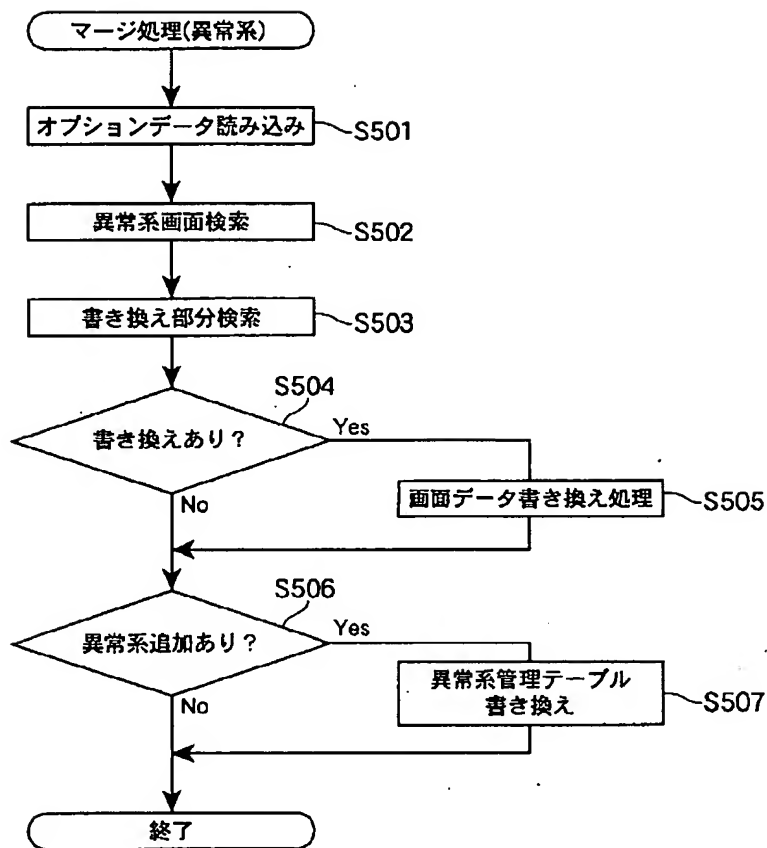 マージ処理(異常系)
オプションデータ読み込み
S501
異常系画面検索
S502
書き換え部分検索
S503
S504
書き換えあり？
Yes
No
画面データ書き換え処理
S505
S506
異常系追加あり？
Yes
No
異常系管理テーブル
書き換え
S507
終了